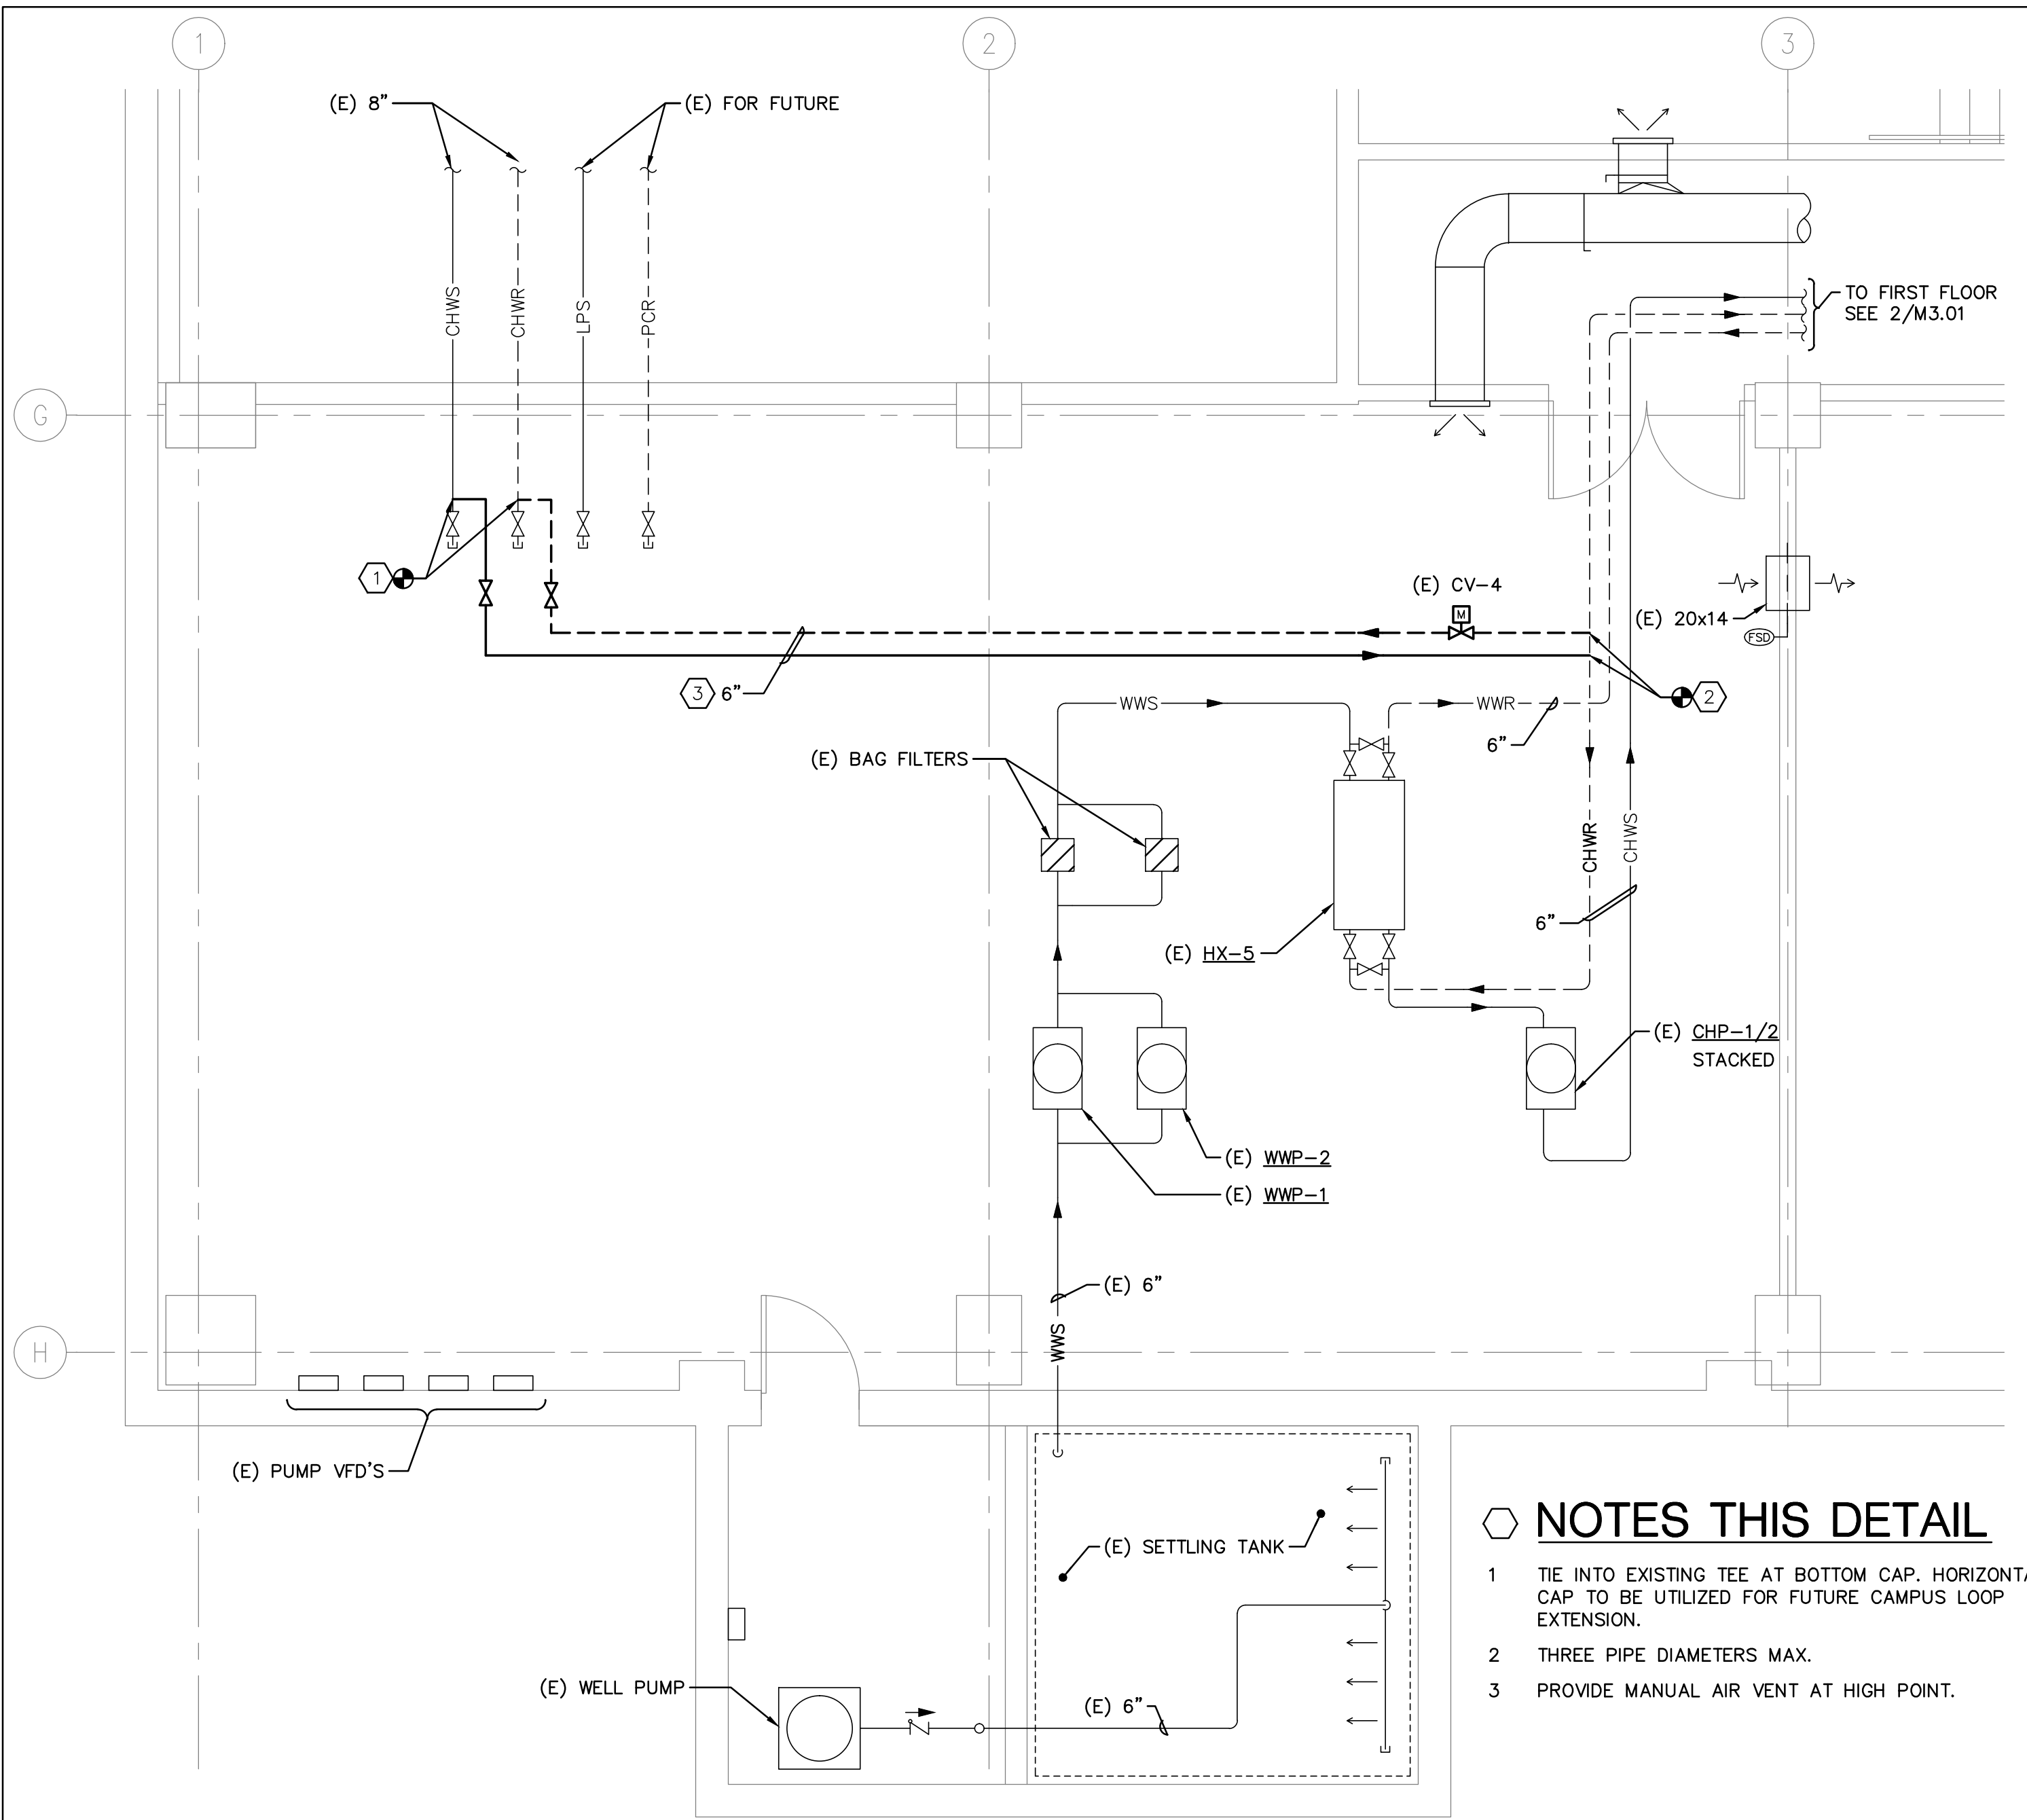 1
2
3
(E) 8"
(E) FOR FUTURE
CHWS
CHWR
LPS
PCR
TO FIRST FLOOR
SEE 2/M3.01
G
1
(E) CV-4
M
(E) 20x14
FSD
3 6"
2
WWS
WWR
6"
(E) BAG FILTERS
CHWR
CHWS
6"
(E) HX-5
(E) CHP-1/2
STACKED
(E) WWP-2
(E) WWP-1
(E) 6"
WWS
H
(E) PUMP VFD'S
(E) SETTLING TANK
(E) WELL PUMP
(E) 6"
NOTES THIS DETAIL
1 TIE INTO EXISTING TEE AT BOTTOM CAP. HORIZONTA
CAP TO BE UTILIZED FOR FUTURE CAMPUS LOOP
EXTENSION.
2 THREE PIPE DIAMETERS MAX.
3 PROVIDE MANUAL AIR VENT AT HIGH POINT.